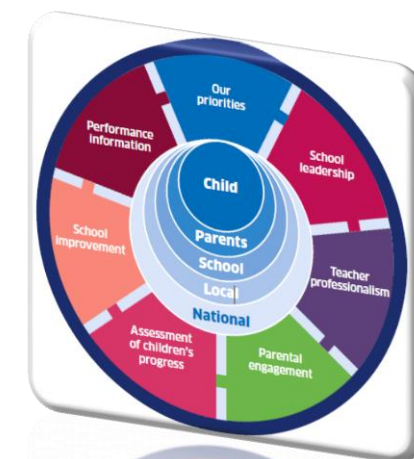 Our
priorities
School
leadership
Teacher
professionalism
Parental
engagement
Assessment
of children's
progress
School
improvement
Performance
information
Child
Parents
School
Local
National